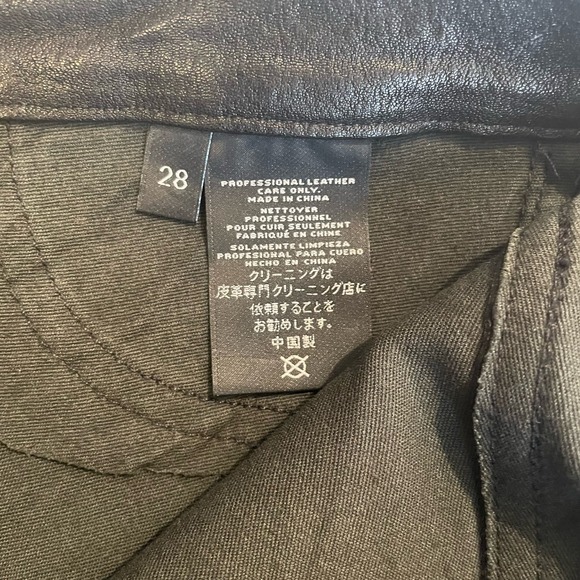 28
PROFESSIONAL LEATHER
CARE ONLY.
MADE IN CHINA
NETTOYER
PROFESSIONNEL
POUR CUIR SEULEMENT
FABRIQUÉ EN CHINE
SOLAMENTE LIMPIEZA
PROFESIONAL PARA CUERO
HECHO EN CHINA
クリーニングは
皮革専門クリーニング店に
依頼することを
お勧めします。
中国製